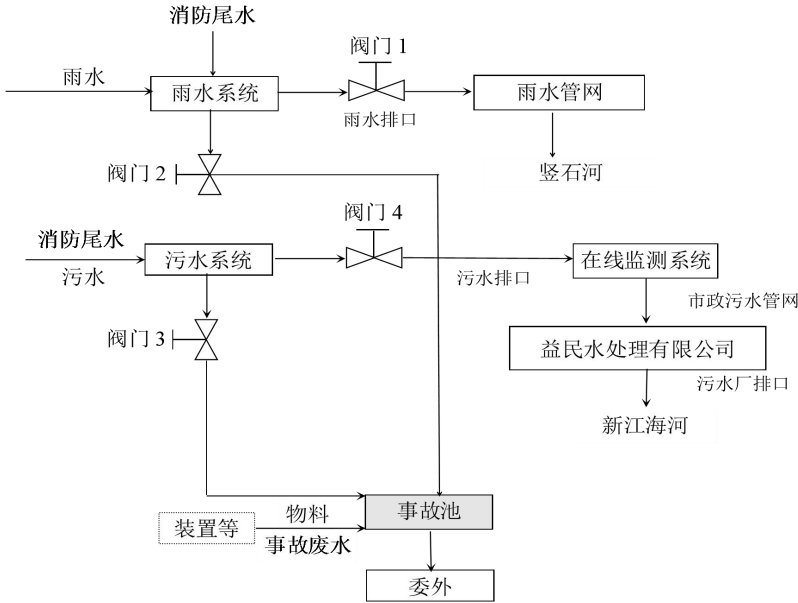 消防尾水
阀门 1
雨水
雨水系统
雨水管网
雨水排口
阀门 2
竖石河
阀门 4
消防尾水
污水系统
在线监测系统
污水
污水排口
市政污水管网
阀门 3
益民水处理有限公司
污水厂排口
新江海河
物料
事故池
装置等
事故废水
委外